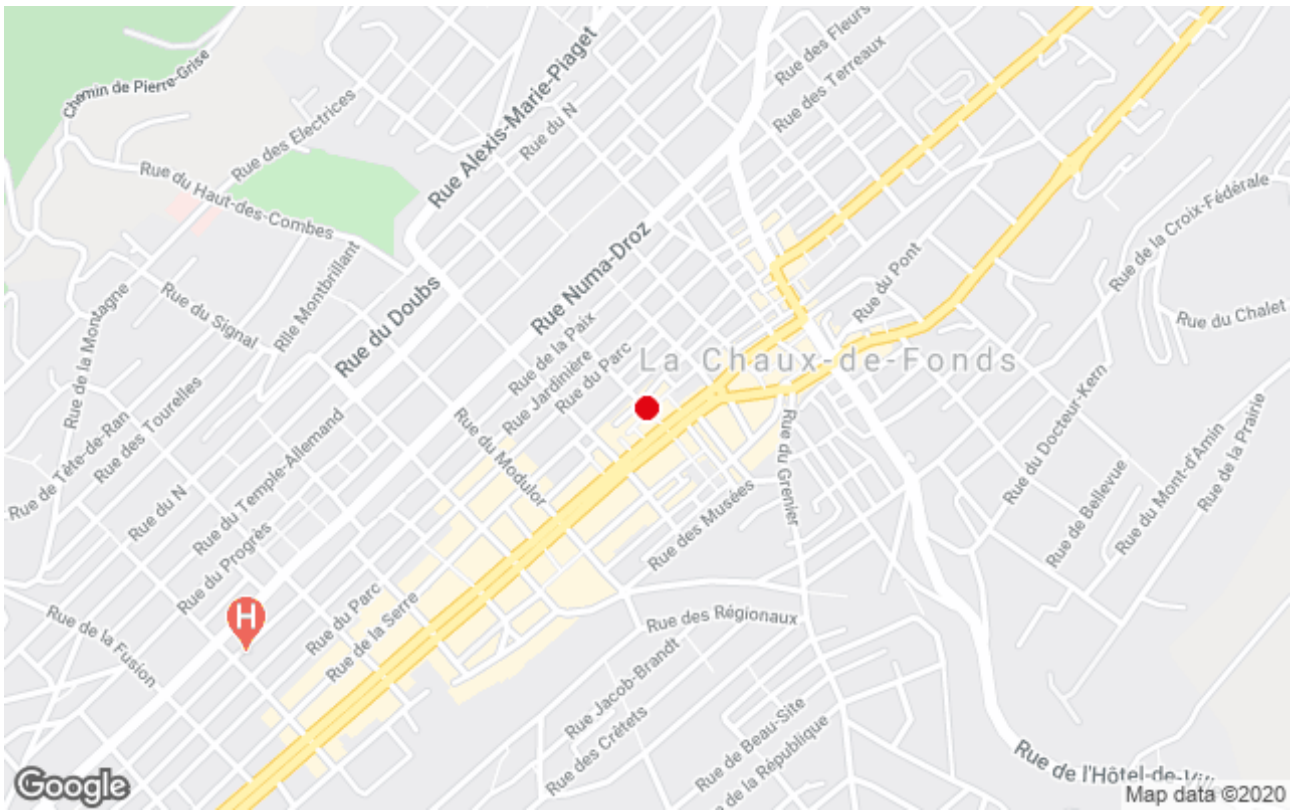 Rue des Fleurs
Chemin de Pierre-Grise
Rue Alexis-Marie-Piaget
Rue des Terreaux
Rue des Electrices
Rue du N
Rue du Haut-des-Combes
Rue de la Croix-Fédérale
Rue Numa-Droz
Rue du Pont
Rue du Signal
Rlle Montbrillant
Rue du Doubs
Rue de la Montagne
Rue du Chalet
Rue de la Paix
Rue Jardinière
Rue du Parc
La Chaux-de-Fonds
Rue de Tête-de-Ran
Rue des Tourelles
Rue du Temple-Allemand
Rue du Modulor
Rue du Grenier
Rue du Docteur-Kern
Rue de la Prairie
Rue du Mont-d'Amin
Rue de Bellevue
Rue du N
Rue du Progrès
Rue des Musées
H
Rue du Parc
Rue de la Serre
Rue de la Fusion
Rue des Régionaux
Rue Jacob-Brandt
Rue des Crêtets
Rue de Beau-Site
de la République
Rue de l'Hôtel-de-Vil
Google
Map data ©2020